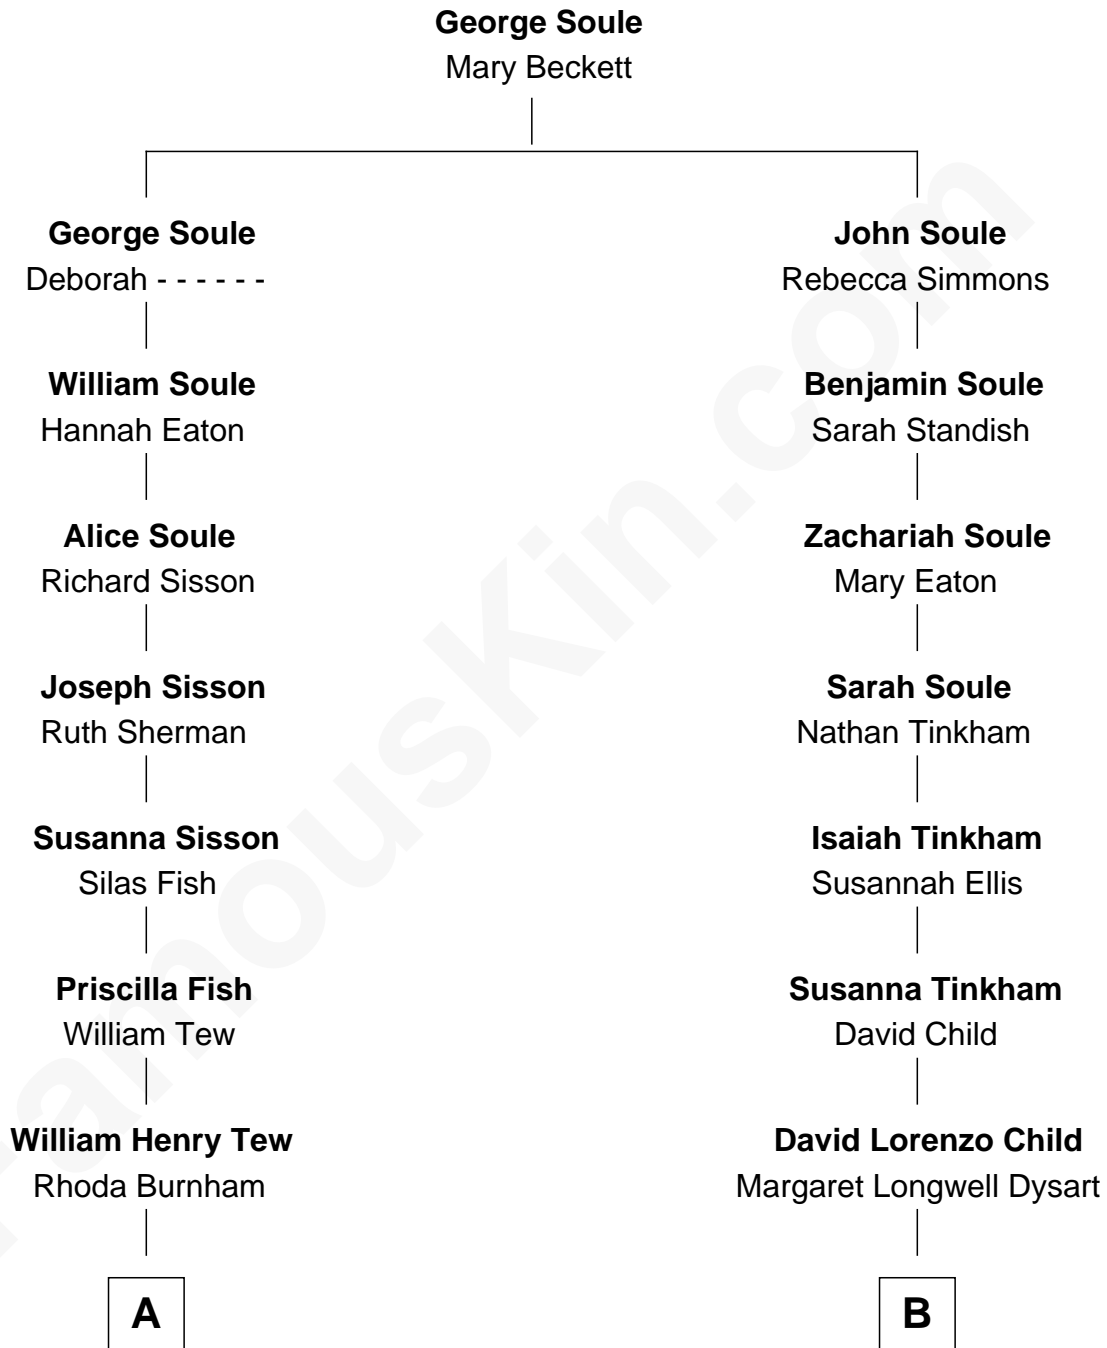 George Soule
Mary Beckett
George Soule
Deborah - - - - - -
John Soule
Rebecca Simmons
William Soule
Hannah Eaton
Benjamin Soule
Sarah Standish
Alice Soule
Richard Sisson
Zachariah Soule
Mary Eaton
Joseph Sisson
Ruth Sherman
Sarah Soule
Nathan Tinkham
Susanna Sisson
Silas Fish
Isaiah Tinkham
Susannah Ellis
Priscilla Fish
William Tew
Susanna Tinkham
David Child
William Henry Tew
Rhoda Burnham
David Lorenzo Child
Margaret Longwell Dysart
A
B
FamousKin.com